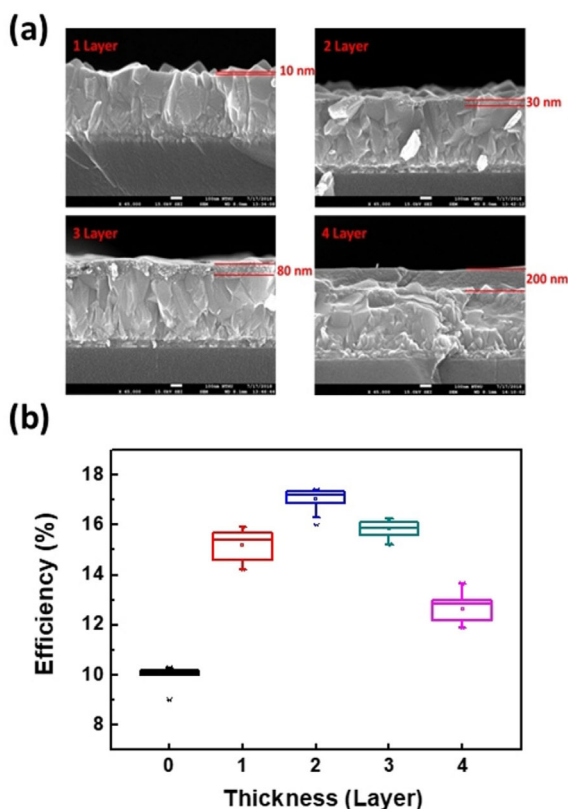 (a)
1 Layer
10 nm
2 Layer
30 nm
3 Layer
80 nm
4 Layer
200 nm
(b)
Efficiency (%)
18
16
14
12
10
8
0 1 2 3 4
Thickness (Layer)